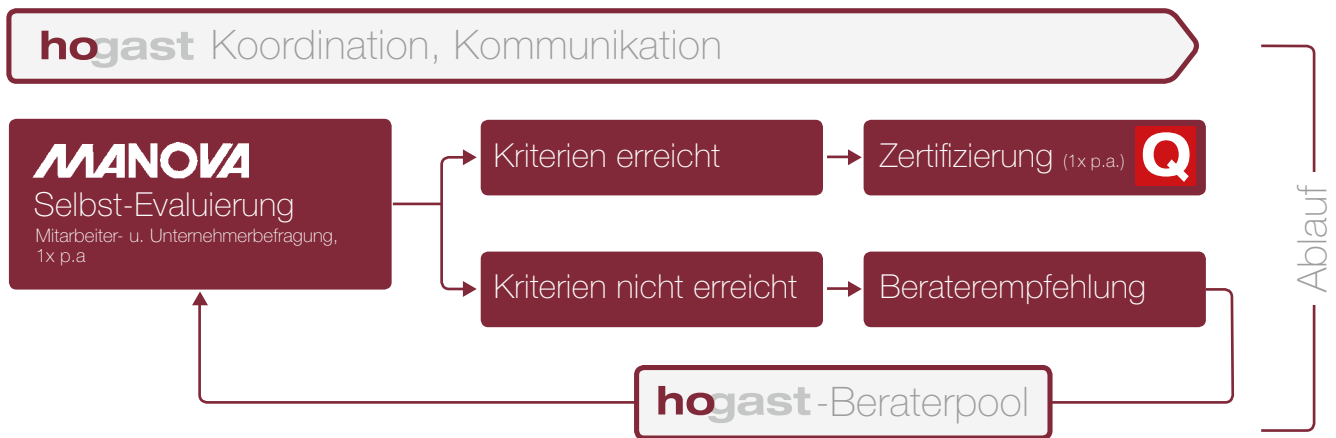 hogast Koordination, Kommunikation
MANOVA
Selbst-Evaluierung
Mitarbeiter- u. Unternehmerbefragung,
1x p.a
Kriterien erreicht
Zertifizierung (1x p.a.) Q
Kriterien nicht erreicht
Beraterempfehlung
hogast-Beraterpool
Ablauf